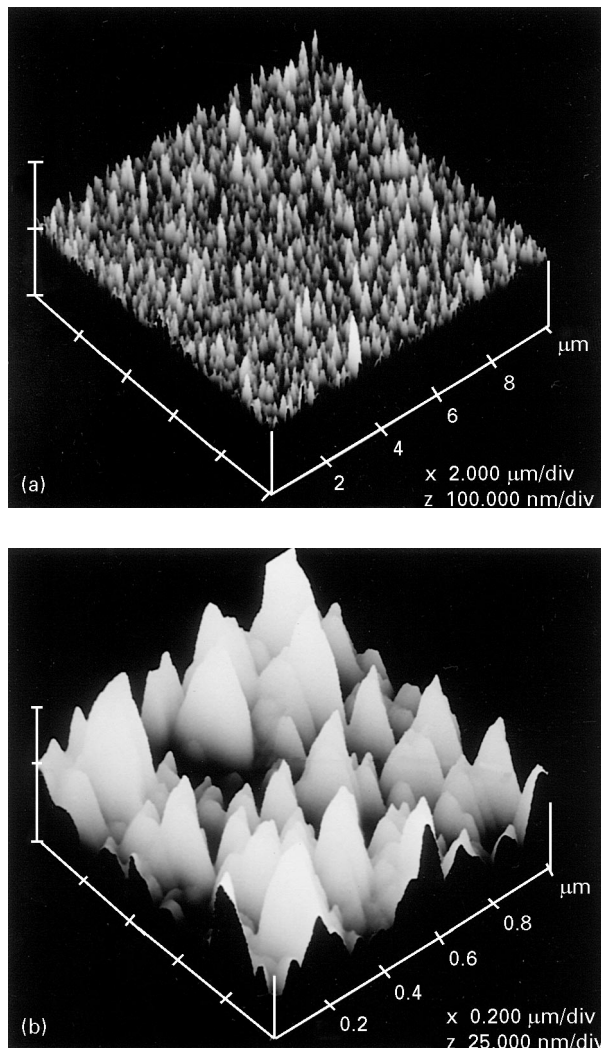 μm
8
6
4
2
(a)
x 2.000 μm/div
z 100.000 nm/div
μm
0.8
0.6
0.4
0.2
(b)
x 0.200 μm/div
z 25.000 nm/div